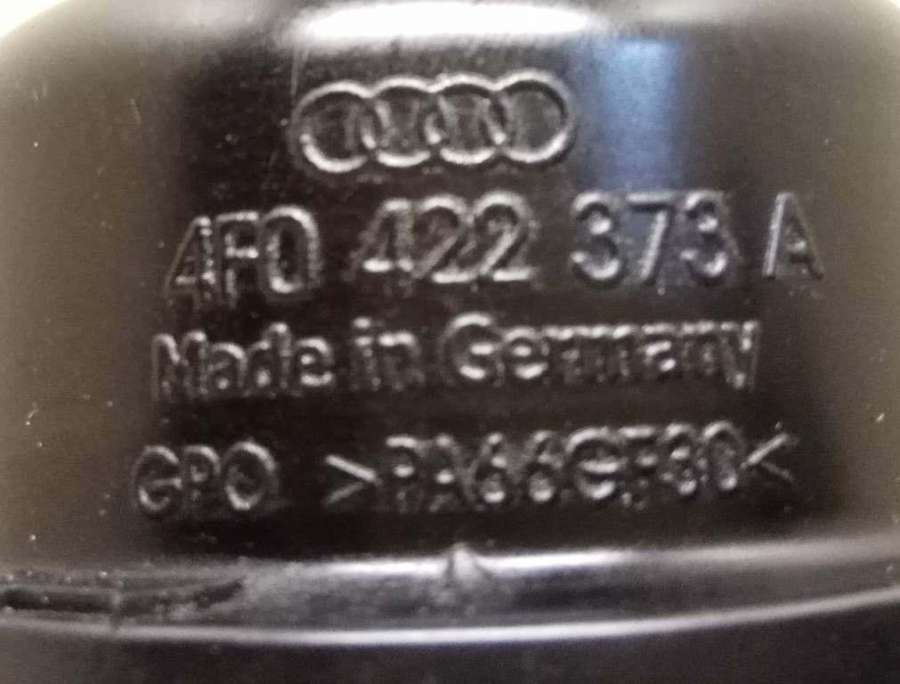 4F0 422 373 A
Made in Germany
GPO >PA66GF30<